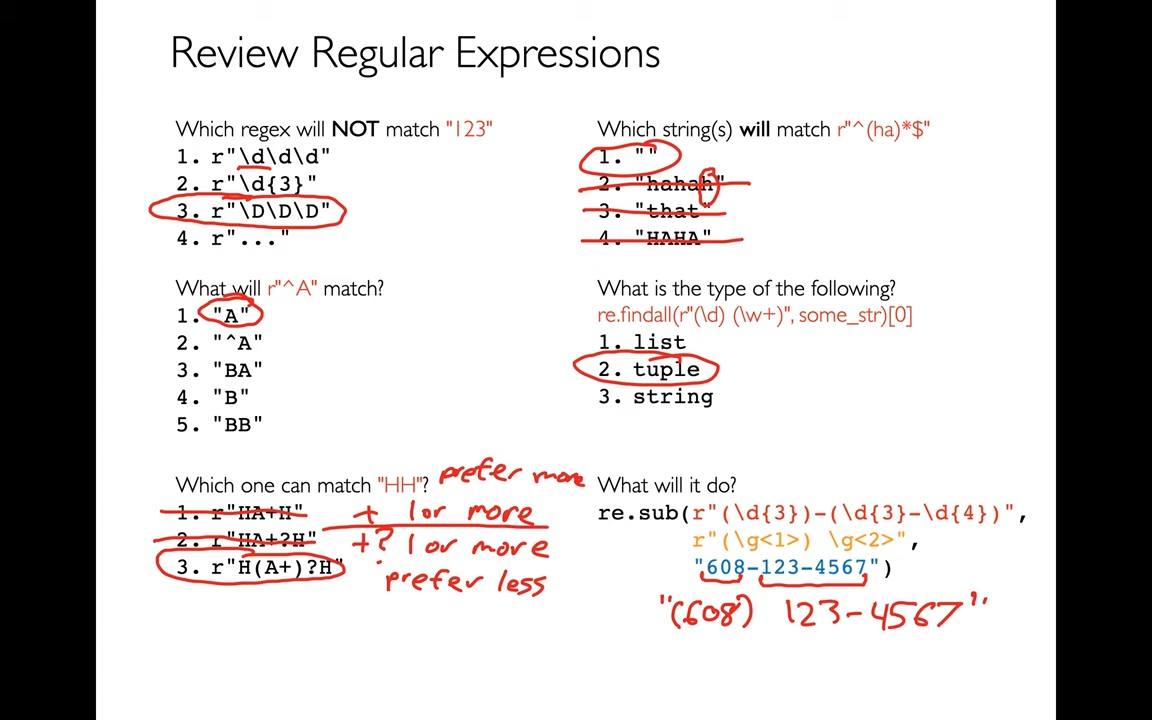 Review Regular Expressions
Which regex will NOT match "123"
1. r"\d\d\d"
2. r"\d{3}"
3. r"\D\D\D"
4. r"..."
Which string(s) will match r"^(ha)*$"
1. ""
2. "hahah"
3. "that"
4. "HAHA"
What will r"^A" match?
1. "A"
2. "^A"
3. "BA"
4. "B"
5. "BB"
What is the type of the following?
re.findall(r"(\d) (\w+)", some_str)[0]
1. list
2. tuple
3. string
Which one can match "HH"?
1. r"HA+H"
2. r"HA+?H"
3. r"H(A+)?H"
prefer more
+ 1 or more
+? 1 or more
prefer less
What will it do?
re.sub(r"(\d{3})-(\d{3}-\d{4})",
r"(\g<1>) \g<2>",
"608-123-4567")
"(608) 123-4567"